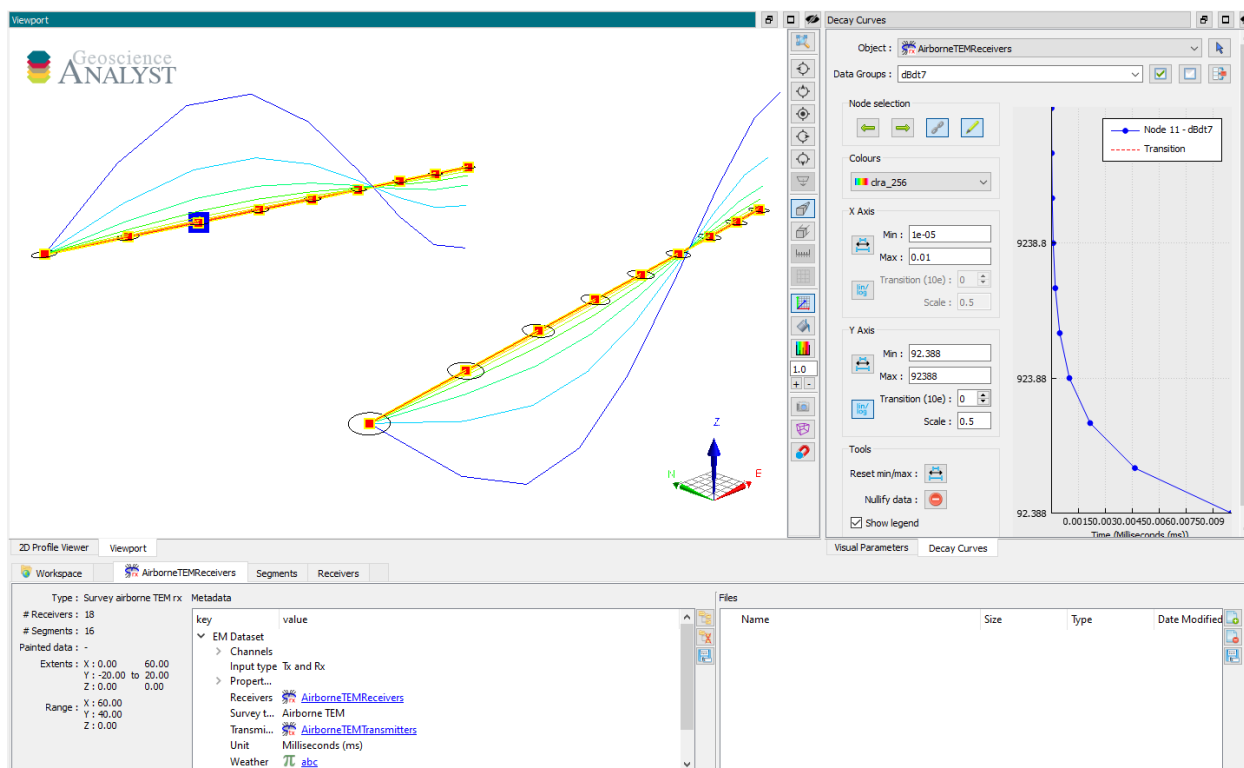 Viewport
Geoscience
ANALYST
N
Z
E
1.0
+ -
2D Profile Viewer
Viewport
Decay Curves
Object :
AirborneTEMReceivers
Data Groups :
dBdt7
Node selection
Colours
clra_256
X Axis
Min :
1e-05
Max :
0.01
Transition (10e) :
0
lin/
log
Scale :
0.5
Y Axis
Min :
92.388
Max :
92388
Transition (10e) :
0
lin/
log
Scale :
0.5
Tools
Reset min/max :
Nullify data :
Show legend
Node 11 - dBdt7
Transition
9238.8
923.88
92.388
0.00150.0030.00450.0060.00750.009
Time (Milliseconds (ms))
Visual Parameters
Decay Curves
Workspace
AirborneTEMReceivers
Segments
Receivers
Type : Survey airborne TEM rx
# Receivers : 18
# Segments : 16
Painted data : -
Extents : X : 0.00 60.00
Y : -20.00 to 20.00
Z : 0.00 0.00
Range : X : 60.00
Y : 40.00
Z : 0.00
Metadata
key value
EM Dataset
Channels
Input type Tx and Rx
Propert...
Receivers AirborneTEMReceivers
Survey t... Airborne TEM
Transmi... AirborneTEMTransmitters
Unit Milliseconds (ms)
Weather abc
Files
Name Size Type Date Modified